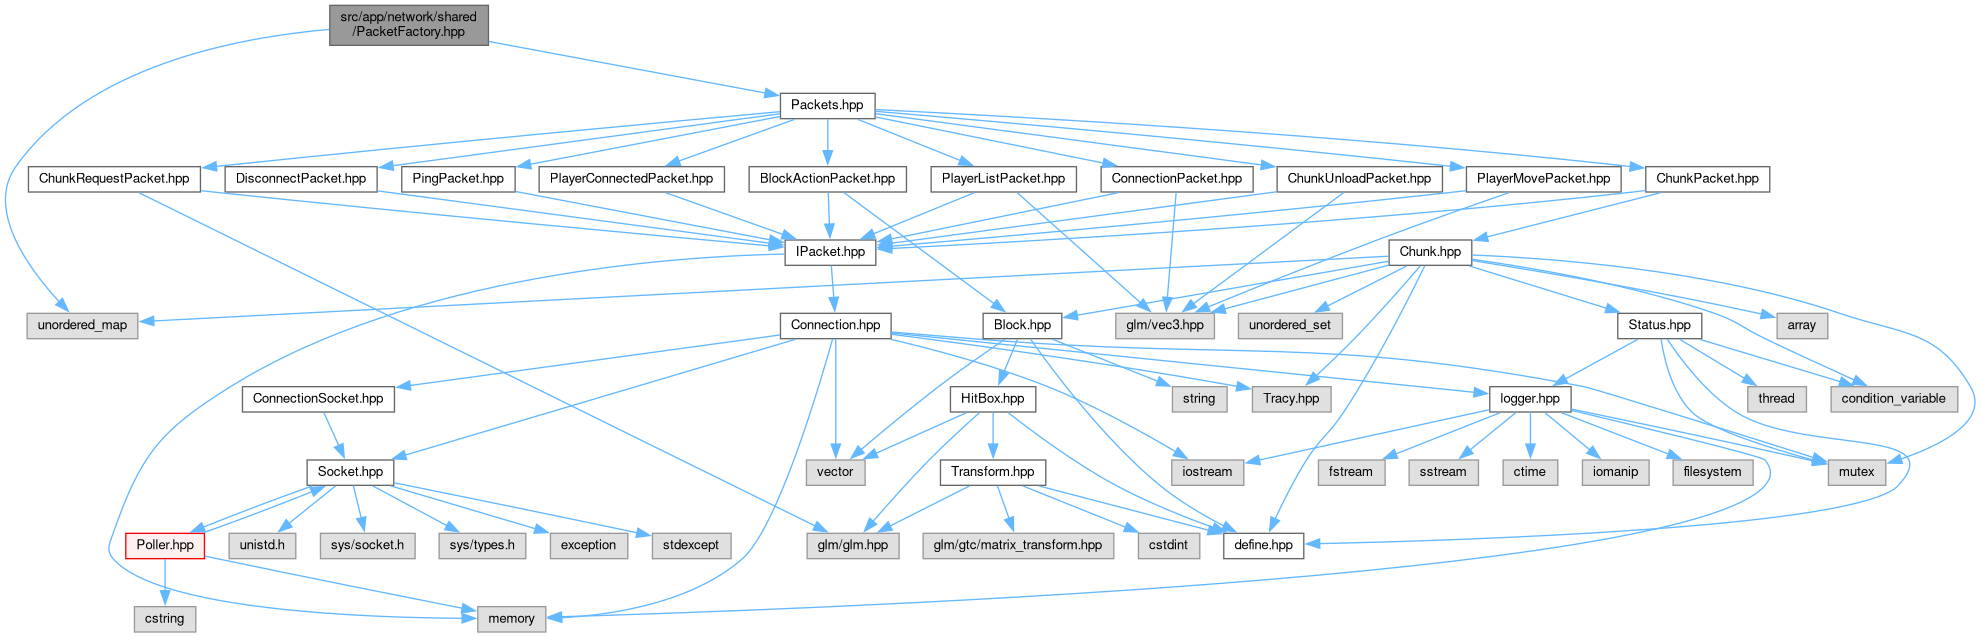 src/app/network/shared
/PacketFactory.hpp
Packets.hpp
ChunkRequestPacket.hpp
DisconnectPacket.hpp
PingPacket.hpp
PlayerConnectedPacket.hpp
BlockActionPacket.hpp
PlayerListPacket.hpp
ConnectionPacket.hpp
ChunkUnloadPacket.hpp
PlayerMovePacket.hpp
ChunkPacket.hpp
IPacket.hpp
Chunk.hpp
unordered_map
Connection.hpp
Block.hpp
glm/vec3.hpp
unordered_set
Status.hpp
array
ConnectionSocket.hpp
HitBox.hpp
string
Tracy.hpp
logger.hpp
thread
condition_variable
Socket.hpp
vector
Transform.hpp
iostream
fstream
sstream
ctime
iomanip
filesystem
mutex
Poller.hpp
unistd.h
sys/socket.h
sys/types.h
exception
stdexcept
glm/glm.hpp
glm/gtc/matrix_transform.hpp
cstdint
define.hpp
cstring
memory